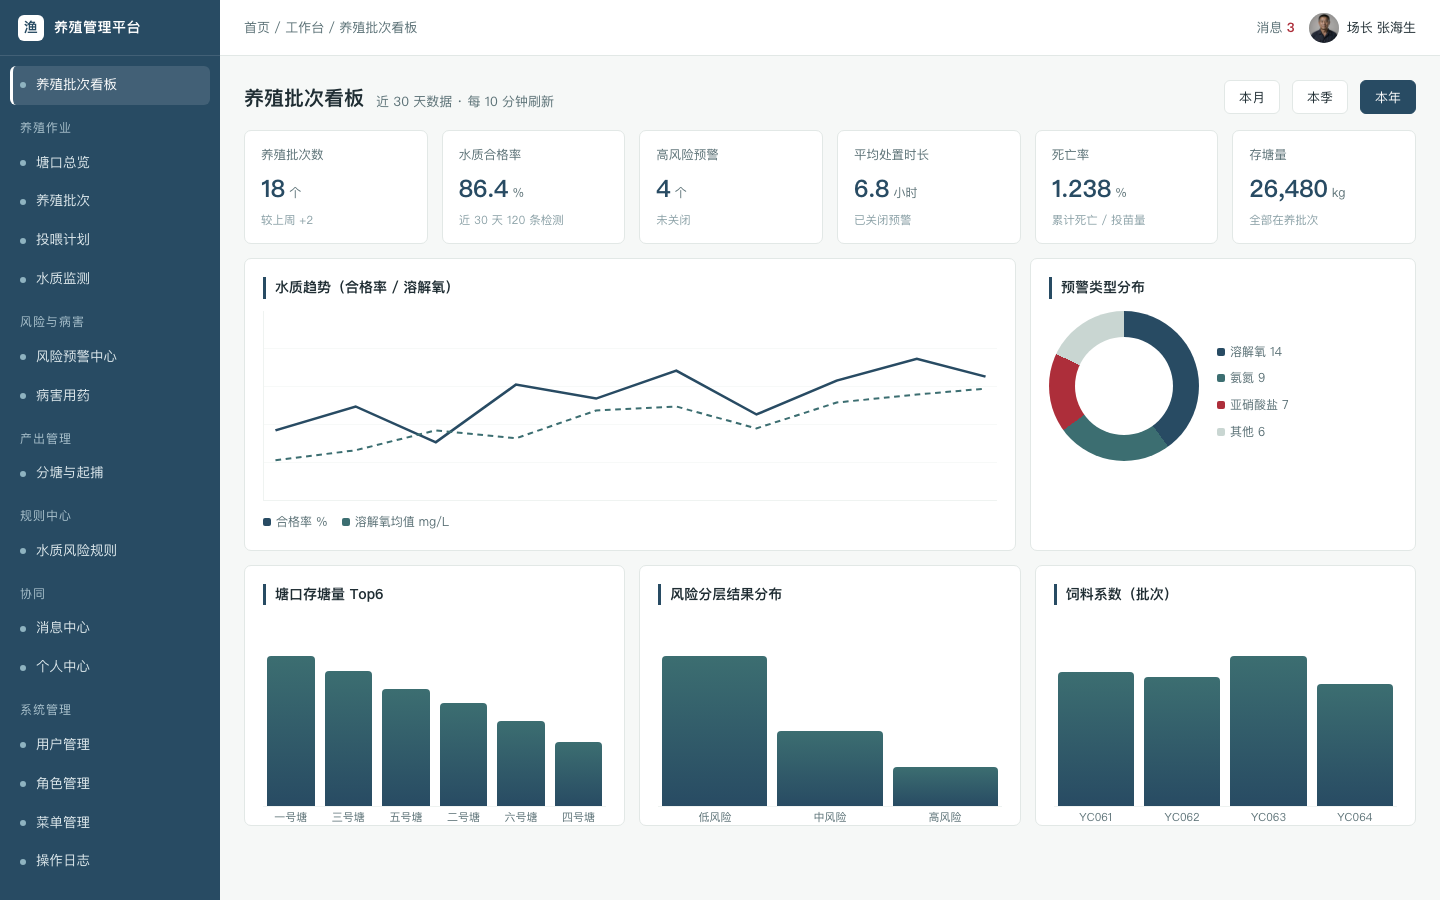 渔 养殖管理平台
养殖批次看板
养殖作业
塘口总览
养殖批次
投喂计划
水质监测
风险与病害
风险预警中心
病害用药
产出管理
分塘与起捕
规则中心
水质风险规则
协同
消息中心
个人中心
系统管理
用户管理
角色管理
菜单管理
操作日志
首页 / 工作台 / 养殖批次看板
消息 3 场长 张海生
养殖批次看板 近 30 天数据 · 每 10 分钟刷新
本月 本季 本年
养殖批次数
18 个
较上周 +2
水质合格率
86.4 %
近 30 天 120 条检测
高风险预警
4 个
未关闭
平均处置时长
6.8 小时
已关闭预警
死亡率
1.238 %
累计死亡 / 投苗量
存塘量
26,480 kg
全部在养批次
水质趋势（合格率 / 溶解氧）
合格率 % 溶解氧均值 mg/L
预警类型分布
溶解氧 14
氨氮 9
亚硝酸盐 7
其他 6
塘口存塘量 Top6
一号塘 三号塘 五号塘 二号塘 六号塘 四号塘
风险分层结果分布
低风险 中风险 高风险
饲料系数（批次）
YC061 YC062 YC063 YC064